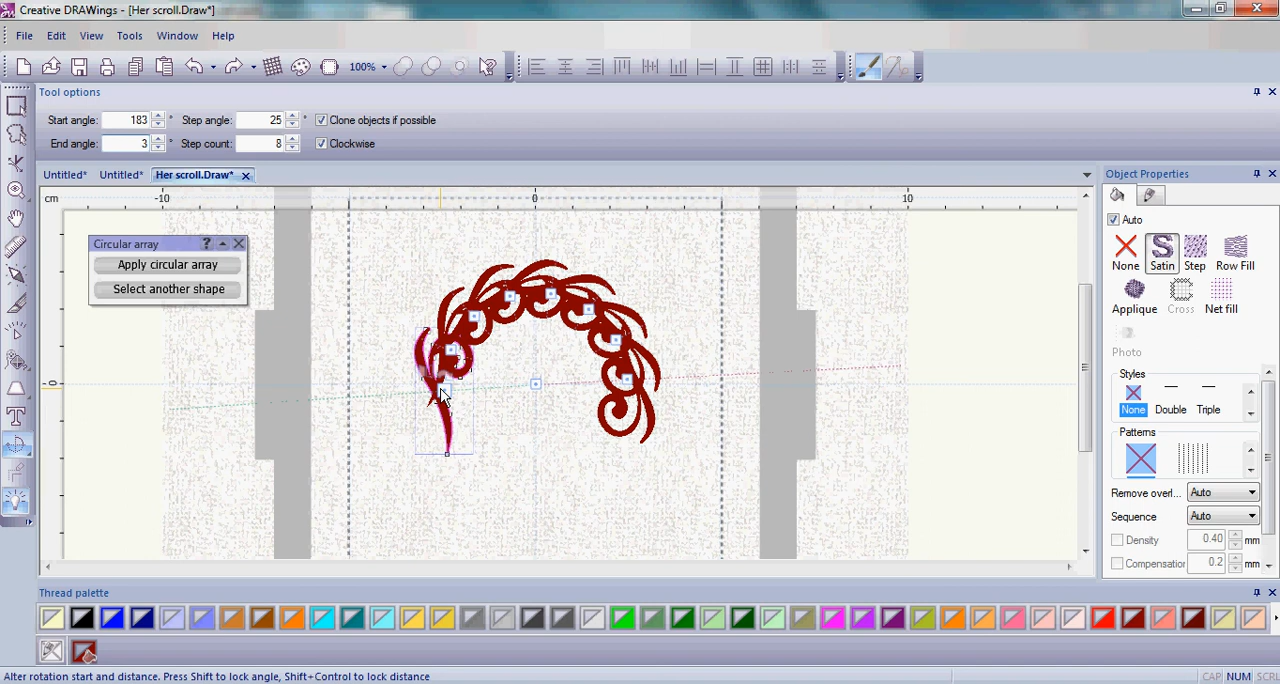 Creative DRAWings - [Her scroll.Draw*]
File Edit View Tools Window Help
100%
Tool options
Start angle: 183 ° Step angle: 25 ° Clone objects if possible
End angle: 3 ° Step count: 8 Clockwise
Untitled* Untitled* Her scroll.Draw*
cm -10 0 10
0
Circular array ?
Apply circular array
Select another shape
Object Properties
Auto
None Satin Step Row Fill
Applique Cross Net fill
Photo
Styles
None Double Triple
Patterns
Remove overl... Auto
Sequence Auto
Density 0.40 mm
Compensation 0.2 mm
Thread palette
Alter rotation start and distance. Press Shift to lock angle, Shift+Control to lock distance
CAP NUM SCRL